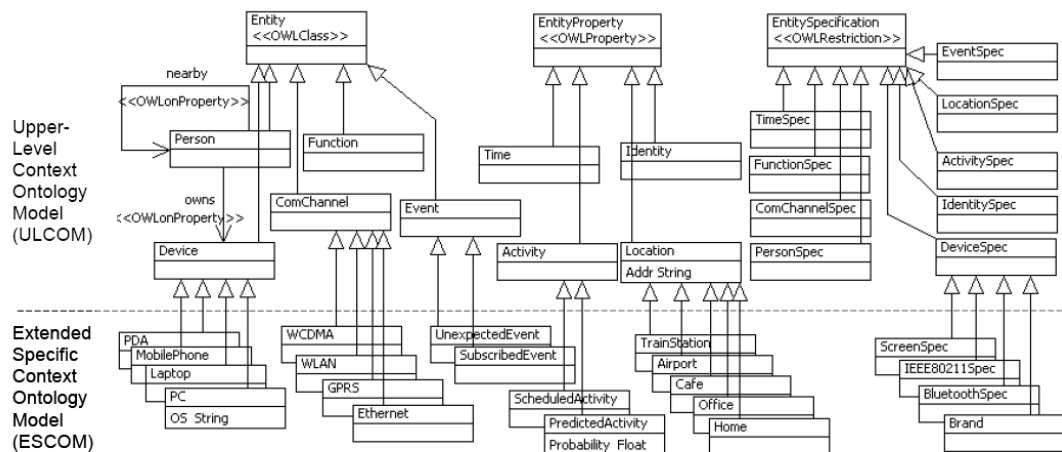 Entity
<<OWLClass>>
EntityProperty
<<OWLProperty>>
EntitySpecification
<<OWLRestriction>>
EventSpec
nearby
<<OWLonProperty>>
LocationSpec
Upper-
Level
Context
Ontology
Model
(ULCOM)
Person
Function
Time
Identity
TimeSpec
FunctionSpec
ActivitySpec
owns
<<OWLonProperty>>
ComChannel
Event
ComChannelSpec
IdentitySpec
Device
Activity
Location
Addr String
PersonSpec
DeviceSpec
Extended
Specific
Context
Ontology
Model
(ESCOM)
PDA
MobilePhone
Laptop
PC
OS String
WCDMA
WLAN
GPRS
Ethernet
UnexpectedEvent
SubscribedEvent
ScheduledActivity
PredictedActivity
Probability Float
TrainStation
Airport
Cafe
Office
Home
ScreenSpec
IEEE80211Spec
BluetoothSpec
Brand